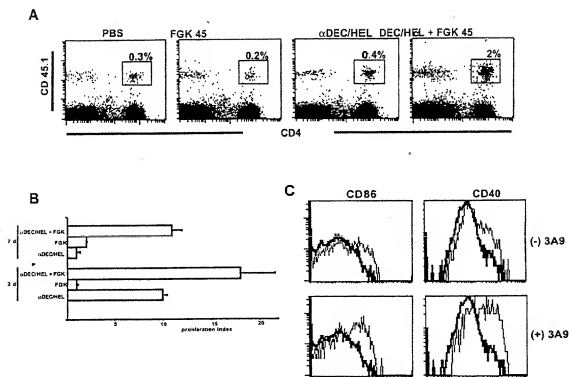 A
PBS
FGK 45
αDEC/HEL DEC/HEL + FGK 45
0.3%
0.2%
0.4%
2%
CD 45.1
CD4
B
7 d
αDEC/HEL + FGK
FGK
αDEC/HEL
2 d
αDEC/HEL + FGK
FGK
αDEC/HEL
5 10 15 20
proliferation index
C
CD86
CD40
(-) 3A9
(+) 3A9